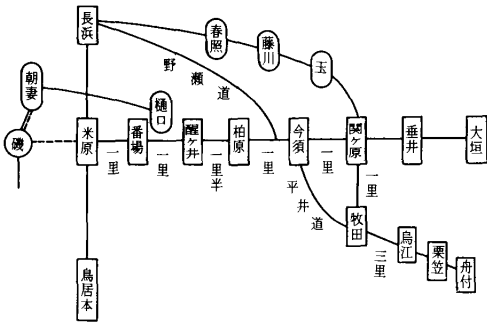 長浜
春照
藤川
玉
野瀬道
朝妻
樋口
磯
米原
一里
番場
一里
醒ヶ井
一里半
柏原
一里
今須
一里
関ヶ原
垂井
大垣
平井道
一里
牧田
三里
烏江
栗笠
舟付
鳥居本